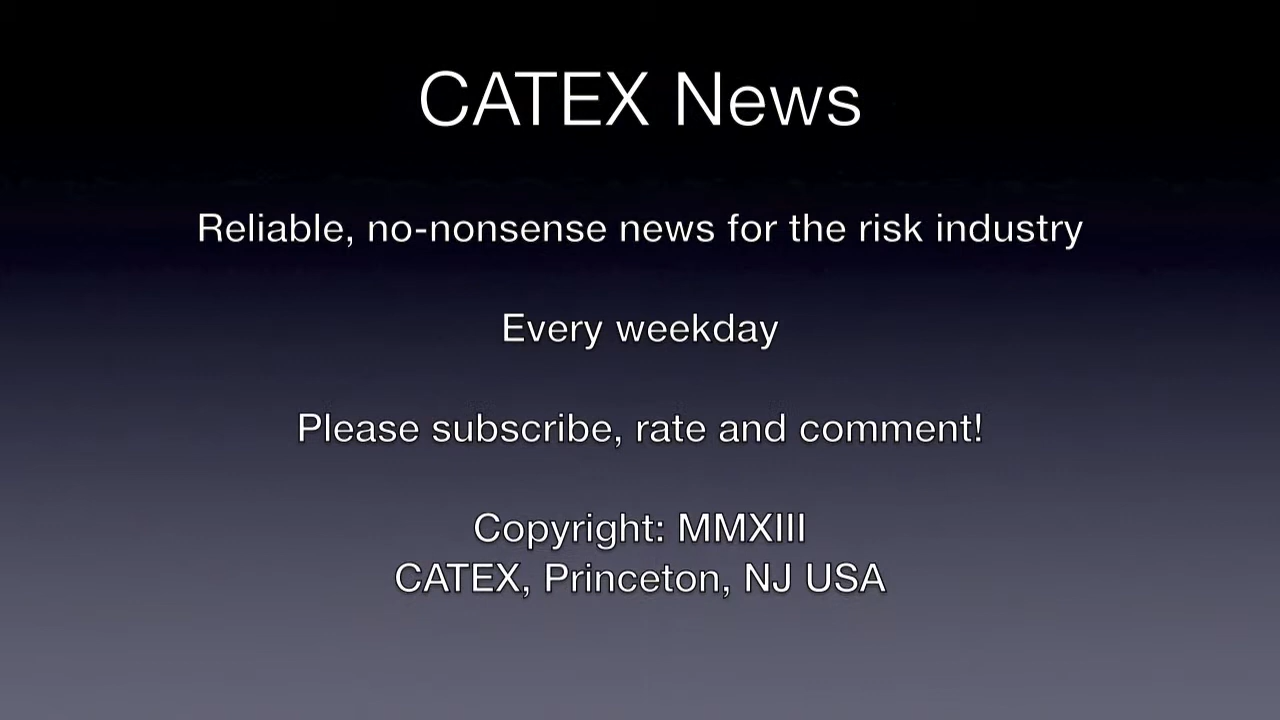 CATEX News
Reliable, no-nonsense news for the risk industry
Every weekday
Please subscribe, rate and comment!
Copyright: MMXIII
CATEX, Princeton, NJ USA